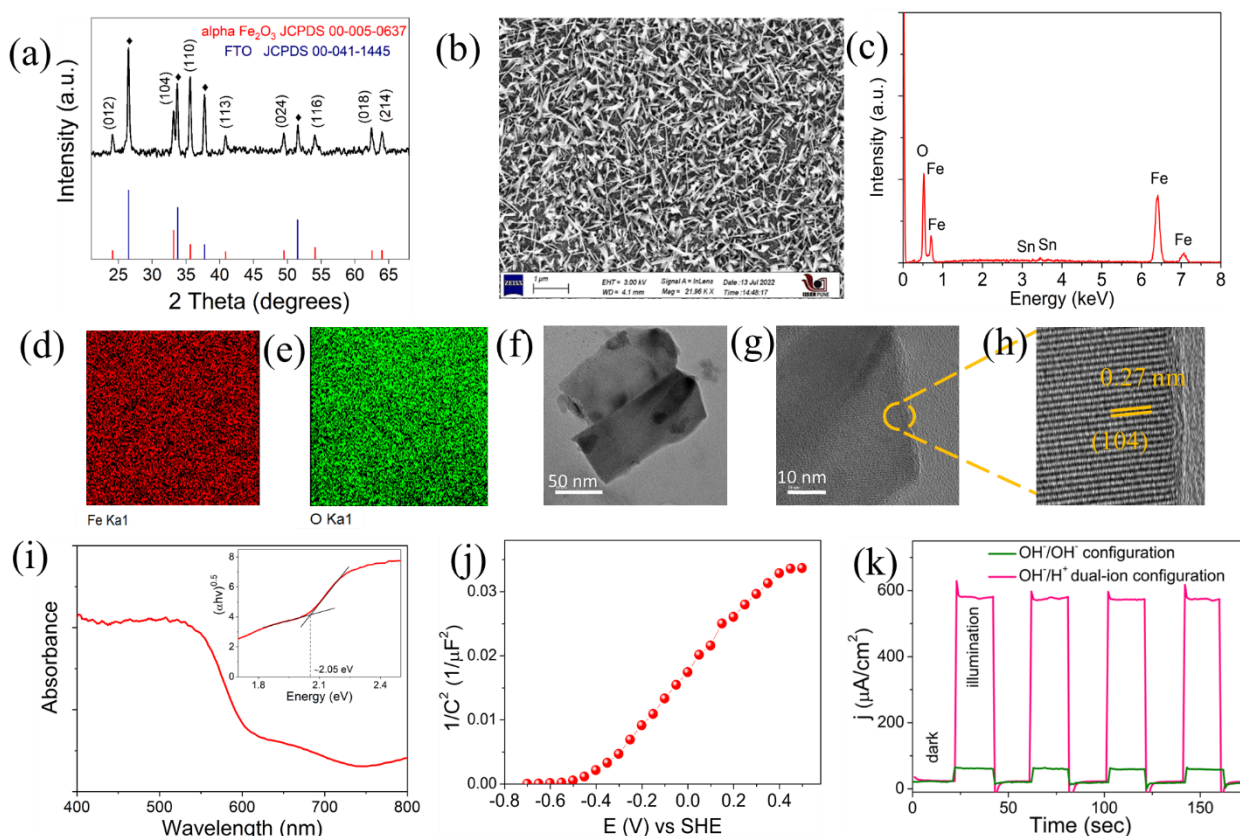 (a)
alpha Fe₂O₃ JCPDS 00-005-0637
FTO JCPDS 00-041-1445
(012)
(104)
(110)
(113)
(024)
(116)
(018)
(214)
Intensity (a.u.)
25 35 45 55 65
2 Theta (degrees)
(b)
ZEISS
1 µm
EHT = 3.00 kV Signal A = InLens Date :13 Jul 2022
WD = 4.1 mm Mag = 21.96 K X Time :14:48:17
IISER PUNE
(c)
Intensity (a.u.)
O
Fe
Fe
Sn Sn
Fe
Fe
0 1 2 3 4 5 6 7 8
Energy (keV)
(d)
Fe Ka1
(e)
O Ka1
(f)
50 nm
(g)
10 nm
(h)
0.27 nm
(104)
(i)
Absorbance
400 500 600 700 800
Wavelength (nm)
(αhν)^0.5
8
6
4
2
0
~2.05 eV
1.8 2.1 2.4
Energy (eV)
(j)
1/C² (1/µF²)
0.03
0.02
0.01
0.00
-0.8 -0.6 -0.4 -0.2 0.0 0.2 0.4 0.6
E (V) vs SHE
(k)
OH⁻/OH⁻ configuration
OH⁻/H⁺ dual-ion configuration
j (µA/cm²)
600
400
200
0
dark
illumination
0 50 100 150
Time (sec)